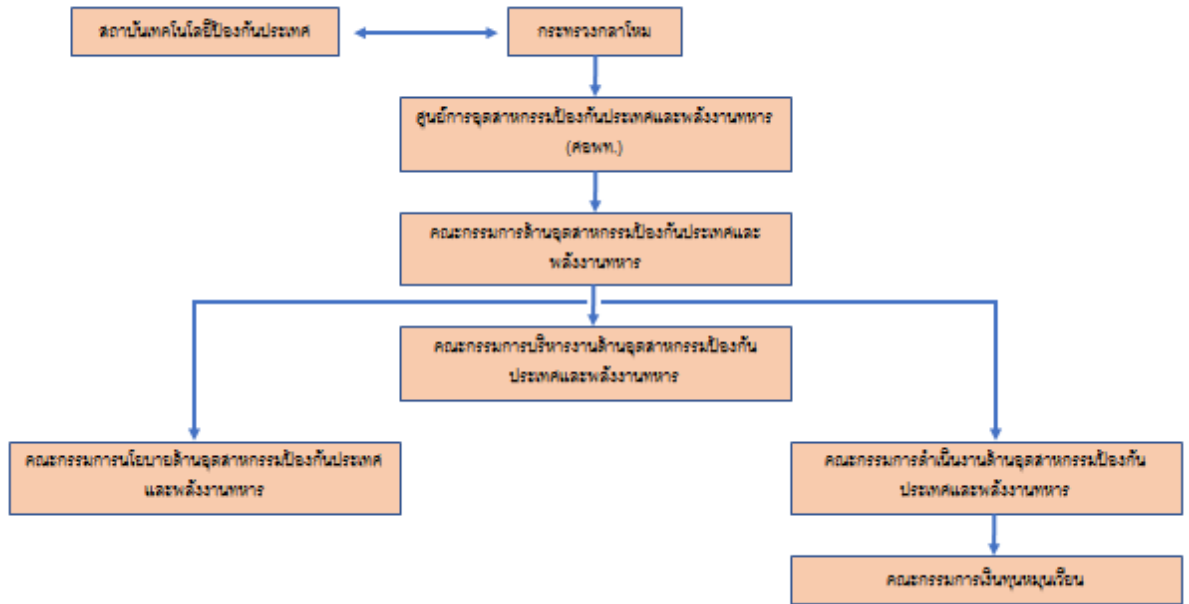 สถาบันเทคโนโลยีป้องกันประเทศ
กระทรวงกลาโหม
ศูนย์การอุตสาหกรรมป้องกันประเทศและพลังงานทหาร
(ศอพท.)
คณะกรรมการด้านอุตสาหกรรมป้องกันประเทศและ
พลังงานทหาร
คณะกรรมการบริหารงานด้านอุตสาหกรรมป้องกัน
ประเทศและพลังงานทหาร
คณะกรรมการนโยบายด้านอุตสาหกรรมป้องกันประเทศ
และพลังงานทหาร
คณะกรรมการดำเนินงานด้านอุตสาหกรรมป้องกัน
ประเทศและพลังงานทหาร
คณะกรรมการเงินทุนหมุนเวียน